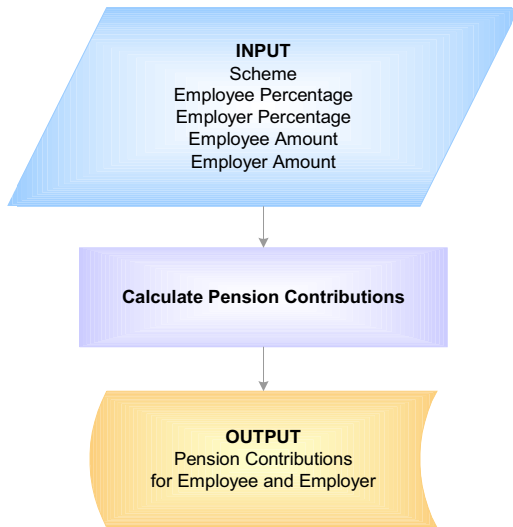 INPUT
Scheme
Employee Percentage
Employer Percentage
Employee Amount
Employer Amount
Calculate Pension Contributions
OUTPUT
Pension Contributions
for Employee and Employer